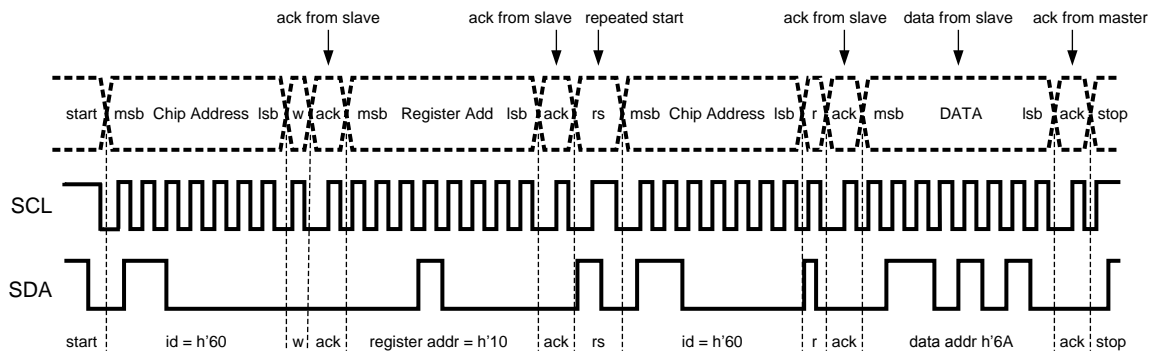 ack from slave ack from slave repeated start ack from slave data from slave ack from master
start msb Chip Address lsb w ack msb Register Add lsb ack rs msb Chip Address lsb r ack msb DATA lsb ack stop
SCL
SDA
start id = h'60 w ack register addr = h'10 ack rs id = h'60 r ack data addr h'6A ack stop